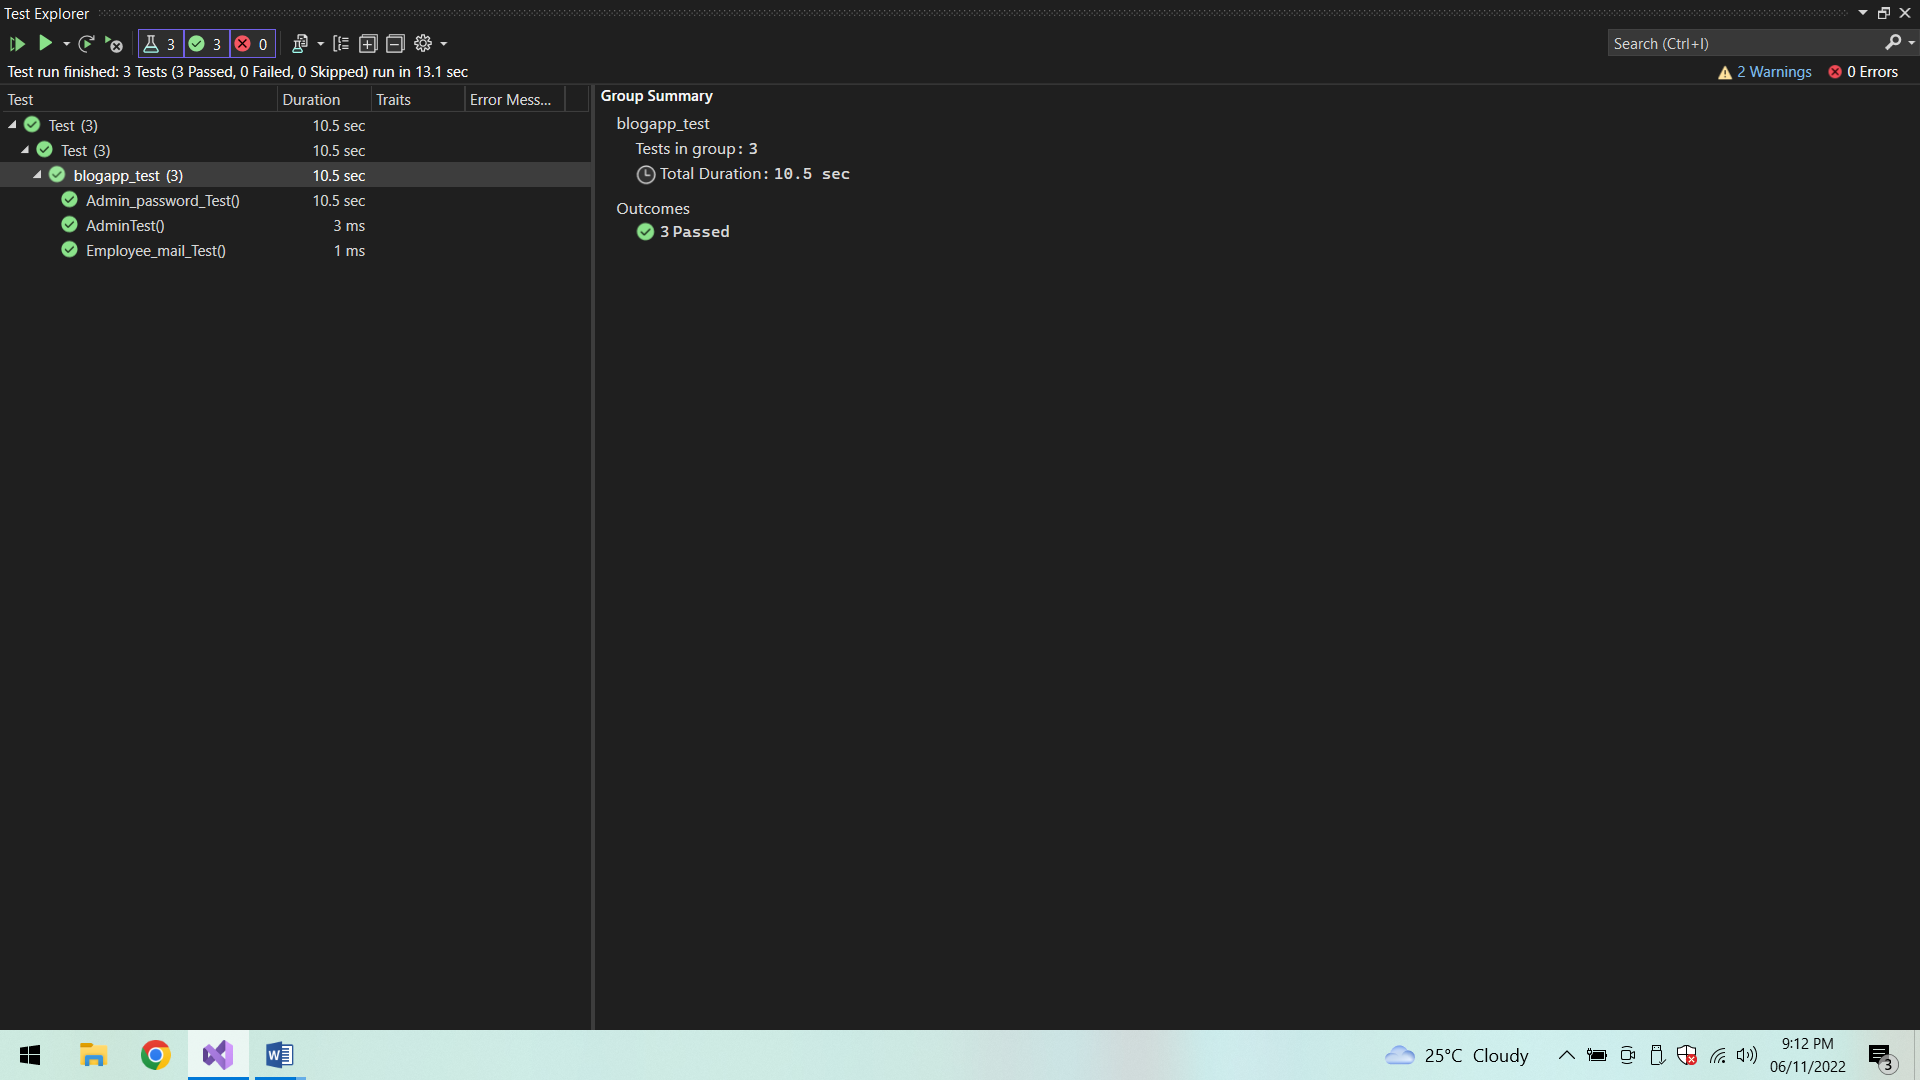 Test Explorer
3 3 0
Search (Ctrl+I)
Test run finished: 3 Tests (3 Passed, 0 Failed, 0 Skipped) run in 13.1 sec
2 Warnings 0 Errors
Test Duration Traits Error Mess...
Test (3) 10.5 sec
Test (3) 10.5 sec
blogapp_test (3) 10.5 sec
Admin_password_Test() 10.5 sec
AdminTest() 3 ms
Employee_mail_Test() 1 ms
Group Summary
blogapp_test
Tests in group: 3
Total Duration: 10.5 sec
Outcomes
3 Passed
W
25°C Cloudy
9:12 PM
06/11/2022
3